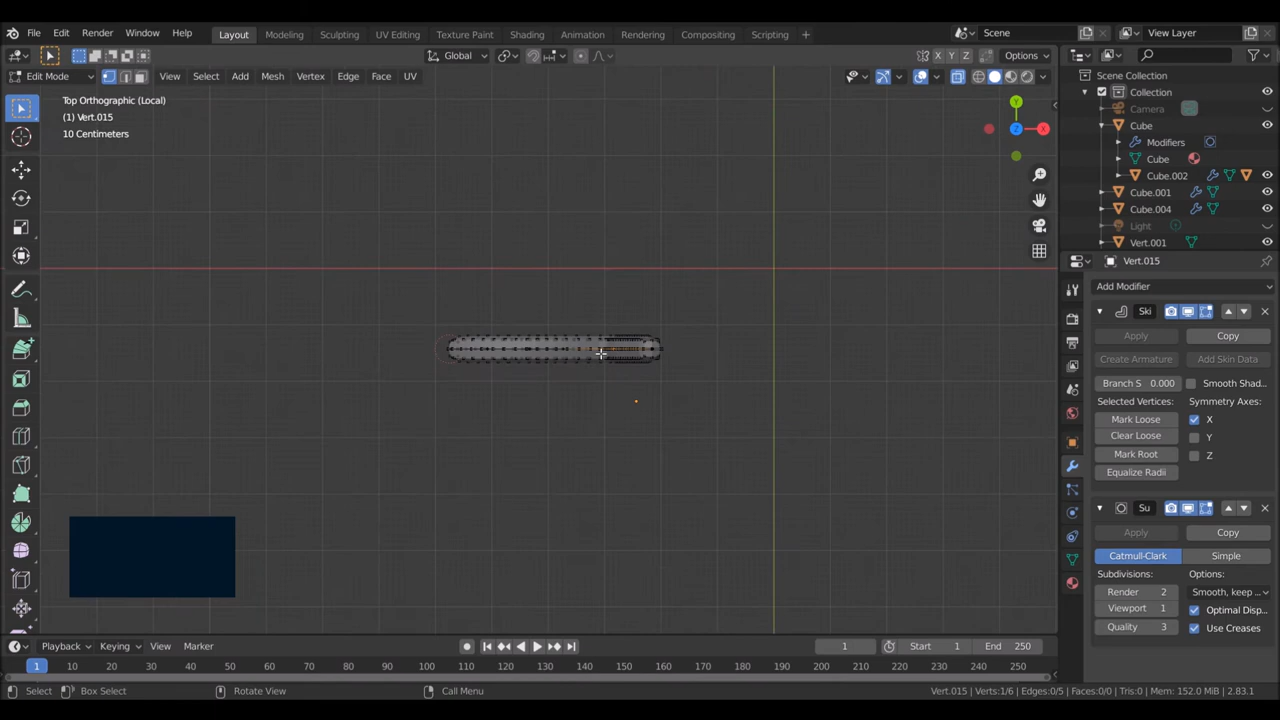 File Edit Render Window Help Layout Modeling Sculpting UV Editing Texture Paint Shading Animation Rendering Compositing Scripting + Scene View Layer
Global X Y Z Options
Edit Mode View Select Add Mesh Vertex Edge Face UV
Top Orthographic (Local)
(1) Vert.015
10 Centimeters
Y
Z
X
Scene Collection
Collection
Camera
Cube
Modifiers
Cube
Cube.002
Cube.001
Cube.004
Light
Vert.001
Vert.015
Add Modifier
Ski
Apply Copy
Create Armature Add Skin Data
Branch S 0.000 Smooth Shad...
Selected Vertices: Symmetry Axes:
Mark Loose X
Clear Loose Y
Mark Root Z
Equalize Radii
Su
Apply Copy
Catmull-Clark Simple
Subdivisions: Options:
Render 2 Smooth, keep ...
Viewport 1 Optimal Disp...
Quality 3 Use Creases
Playback Keying View Marker 1 Start 1 End 250
1 10 20 30 40 50 60 70 80 90 100 110 120 130 140 150 160 170 180 190 200 210 220 230 240 250
Select Box Select Rotate View Call Menu Vert.015 | Verts:1/6 | Edges:0/5 | Faces:0/0 | Tris:0 | Mem: 152.0 MiB | 2.83.1